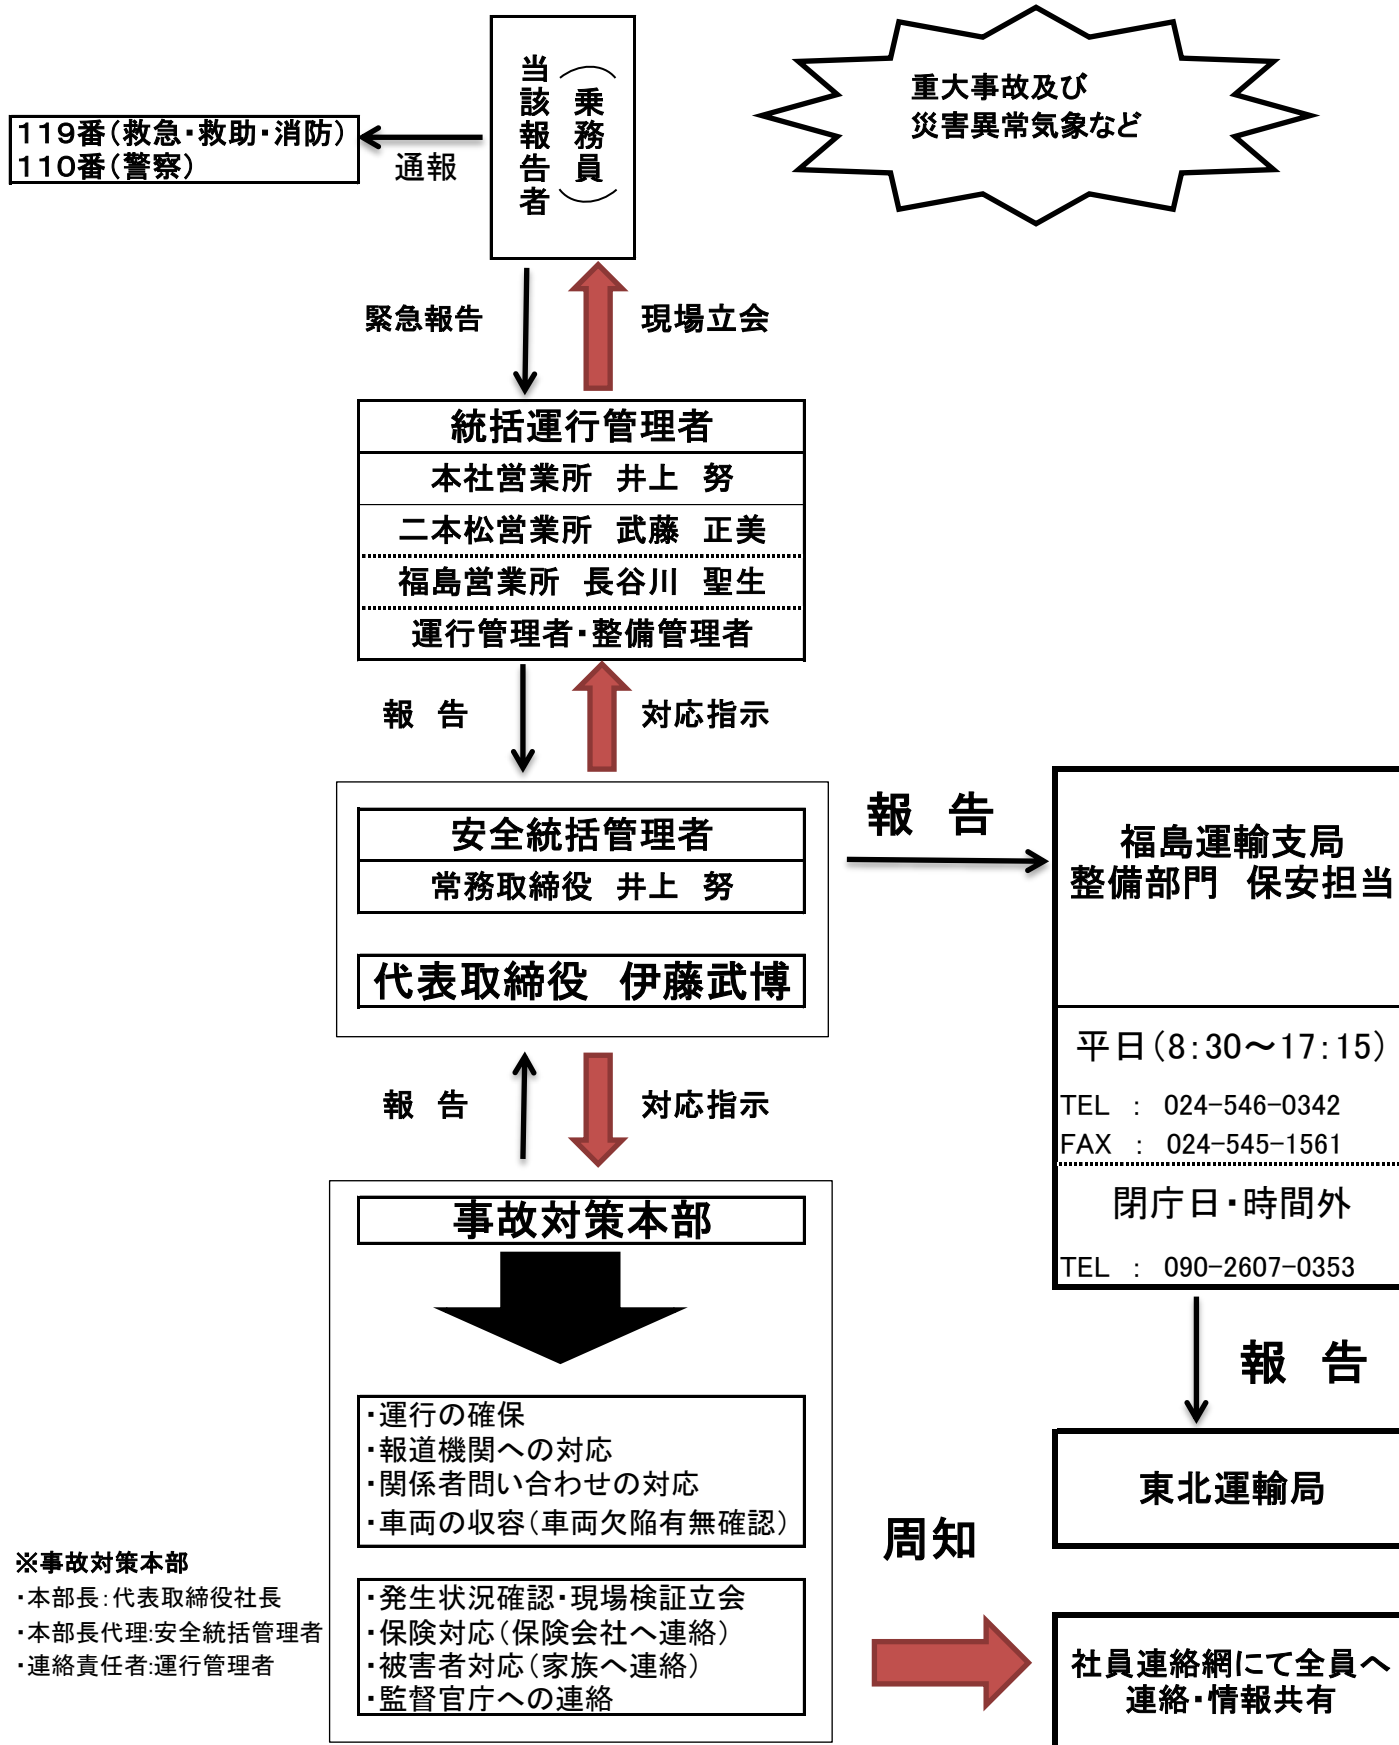 当該報告者
（乗務員）
重大事故及び
災害異常気象など
119番（救急・救助・消防）
110番（警察）
通報
緊急報告
現場立会
統括運行管理者
本社営業所　井上　努
二本松営業所　武藤　正美
福島営業所　長谷川　聖生
運行管理者・整備管理者
報　告
対応指示
安全統括管理者
常務取締役　井上　努
代表取締役　伊藤武博
報　告
福島運輸支局
整備部門　保安担当
平日（8：30～17：15）
TEL　：　024-546-0342
FAX　：　024-545-1561
閉庁日・時間外
TEL　：　090-2607-0353
報　告
対応指示
事故対策本部
報　告
東北運輸局
・運行の確保
・報道機関への対応
・関係者問い合わせの対応
・車両の収容（車両欠陥有無確認）
・発生状況確認・現場検証立会
・保険対応（保険会社へ連絡）
・被害者対応（家族へ連絡）
・監督官庁への連絡
周知
社員連絡網にて全員へ
連絡・情報共有
※事故対策本部
・本部長：代表取締役社長
・本部長代理:安全統括管理者
・連絡責任者:運行管理者